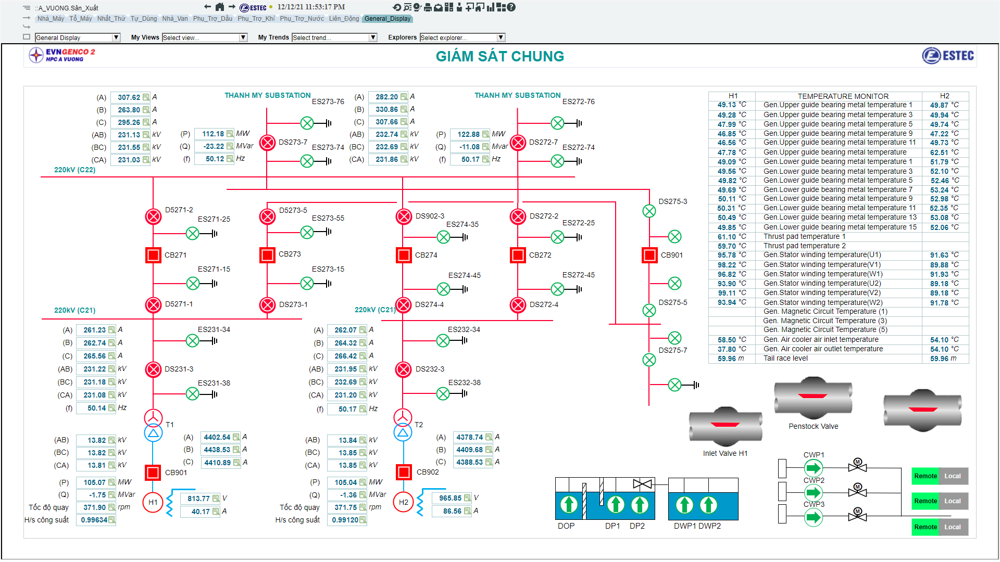 ::A_VUONG.Sản_Xuất
ESTEC
12/12/21 11:53:17 PM
Nhà_Máy Tổ_Máy Nhất_Thứ Tự_Dùng Nhà_Van Phụ_Trợ_Dầu Phụ_Trợ_Khí Phụ_Trợ_Nước Liên_Động General_Display
General Display My Views Select view... My Trends Select trend... Explorers Select explorer...
EVNGENCO 2
HPC A VUONG
GIÁM SÁT CHUNG
ESTEC
(A) 307.62 A
(B) 263.80 A
(C) 295.26 A
(AB) 231.13 kV
(BC) 231.55 kV
(CA) 231.03 kV
(P) 112.18 MW
(Q) -23.22 MVar
(f) 50.12 Hz
THANH MY SUBSTATION
ES273-76
DS273-7
ES273-74
(A) 282.20 A
(B) 330.86 A
(C) 307.66 A
(AB) 232.74 kV
(BC) 232.69 kV
(CA) 231.86 kV
(P) 122.88 MW
(Q) -11.08 Mvar
(f) 50.17 Hz
THANH MY SUBSTATION
ES272-76
DS272-7
ES272-74
220kV (C22)
D5271-2
ES271-25
CB271
ES271-15
D5271-1
D5273-5
ES273-55
CB273
ES273-15
DS273-1
DS902-3
ES274-35
CB274
ES274-45
DS274-4
DS272-2
ES272-25
CB272
ES272-45
DS272-4
DS275-3
CB901
DS275-5
DS275-7
220kV (C21)
220kV (C21)
(A) 261.23 A
(B) 262.74 A
(C) 265.56 A
(AB) 231.22 kV
(BC) 231.18 kV
(CA) 231.08 kV
(f) 50.14 Hz
ES231-34
DS231-3
ES231-38
T1
(A) 262.07 A
(B) 264.32 A
(C) 266.42 A
(AB) 231.95 kV
(BC) 232.69 kV
(CA) 231.20 kV
(f) 50.17 Hz
ES232-34
DS232-3
ES232-38
T2
(AB) 13.82 kV
(BC) 13.82 kV
(CA) 13.81 kV
(A) 4402.54 A
(B) 4438.53 A
(C) 4410.89 A
CB901
(P) 105.07 MW
(Q) -1.75 MVar
Tốc độ quay 371.90 rpm
H/s công suất 0.99634
H1
813.77 V
40.17 A
(AB) 13.84 kV
(BC) 13.85 kV
(CA) 13.85 kV
(A) 4378.74 A
(B) 4409.68 A
(C) 4388.53 A
CB902
(P) 105.04 MW
(Q) -1.36 MVar
Tốc độ quay 371.75 rpm
H/s công suất 0.99120
H2
965.85 V
86.56 A
H1 TEMPERATURE MONITOR H2
49.13 °C Gen.Upper guide bearing metal temperature 1 49.87 °C
49.28 °C Gen.Upper guide bearing metal temperature 3 49.94 °C
47.99 °C Gen.Upper guide bearing metal temperature 5 49.74 °C
46.85 °C Gen.Upper guide bearing metal temperature 9 47.22 °C
46.56 °C Gen.Upper guide bearing metal temperature 11 49.73 °C
47.78 °C Gen.Upper guide bearing metal temperature 62.51 °C
49.09 °C Gen.Lower guide bearing metal temperature 1 51.79 °C
49.56 °C Gen.Lower guide bearing metal temperature 3 52.10 °C
49.82 °C Gen.Lower guide bearing metal temperature 5 52.46 °C
49.69 °C Gen.Lower guide bearing metal temperature 7 53.24 °C
50.11 °C Gen.Lower guide bearing metal temperature 9 52.98 °C
50.31 °C Gen.Lower guide bearing metal temperature 11 52.35 °C
50.49 °C Gen.Lower guide bearing metal temperature 13 53.08 °C
49.85 °C Gen.Lower guide bearing metal temperature 15 52.06 °C
61.10 °C Thrust pad temperature 1
59.70 °C Thrust pad temperature 2
95.78 °C Gen.Stator winding temperature(U1) 91.63 °C
98.22 °C Gen.Stator winding temperature(V1) 89.88 °C
96.82 °C Gen.Stator winding temperature(W1) 91.93 °C
93.90 °C Gen.Stator winding temperature(U2) 89.18 °C
99.11 °C Gen.Stator winding temperature(V2) 89.18 °C
93.94 °C Gen.Stator winding temperature(W2) 91.78 °C
Gen. Magnetic Circuit Temperature (1)
Gen. Magnetic Circuit Temperature (3)
Gen. Magnetic Circuit Temperature (5)
58.50 °C Gen. Air cooler air inlet temperature 54.10 °C
37.80 °C Gen. Air cooler air outlet temperature 54.10 °C
59.96 m Tail race level 59.96 m
Penstock Valve
Inlet Valve H1
DOP DP1 DP2 DWP1 DWP2
CWP1 M Remote Local
CWP2 M Remote Local
CWP3 M Remote Local